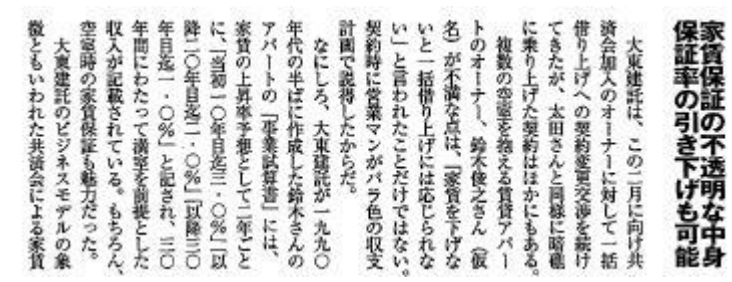 家賃保証の不透明な中身
保証率の引き下げも可能
大東建託は、この二月に向け共
済会加入のオーナーに対して一括
借り上げへの契約変更交渉を続け
てきたが、太田さんと同様に暗礁
に乗り上げた契約はほかにもある。
複数の空室を抱える賃貸アパー
トのオーナー、鈴木俊之さん(仮
名)が不満な点は、「家賃を下げな
いと一括借り上げには応じられな
い」と言われたことだけではない。
契約時に営業マンがバラ色の収支
計画で説得したからだ。
なにしろ、大東建託が一九九〇
年代の半ばに作成した鈴木さんの
アパートの「事業試算書」には、
家賃の上昇率予想として二年ごと
に、「当初一〇年目迄三・〇%」「以
降二〇年目迄二・〇%」「以降三〇
年目迄一・〇%」と記され、三〇
年間にわたって満室を前提とした
収入が記載されている。もちろん、
空室時の家賃保証も魅力だった。
大東建託のビジネスモデルの象
徴ともいわれた共済会による家賃